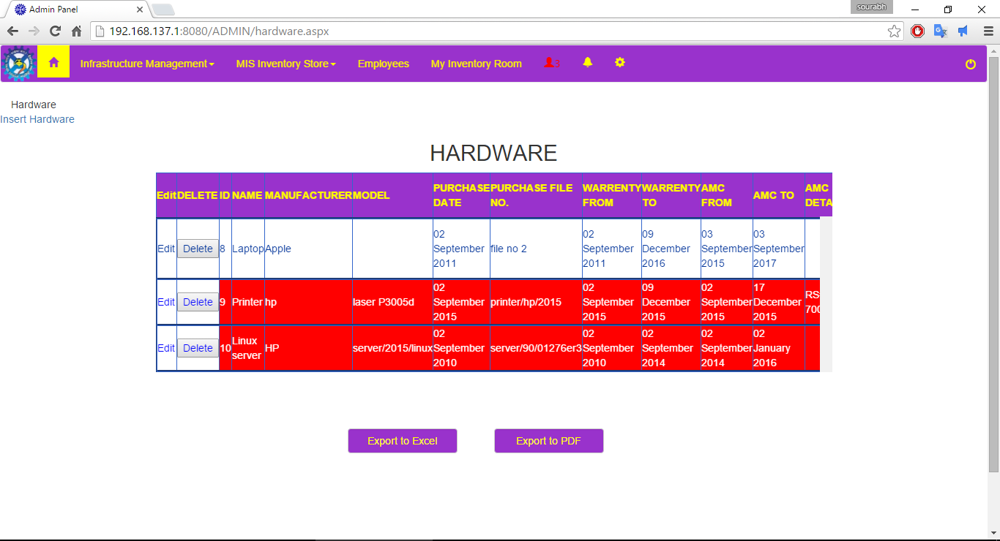 Admin Panel
sourabh
192.168.137.1:8080/ADMIN/hardware.aspx
Infrastructure Management
MIS Inventory Store
Employees
My Inventory Room
3
Hardware
Insert Hardware
HARDWARE
Edit DELETE ID NAME MANUFACTURER MODEL PURCHASE DATE PURCHASE FILE NO. WARRENTY FROM WARRENTY TO AMC FROM AMC TO AMC DETA
Edit Delete 8 Laptop Apple 02 September 2011 file no 2 02 September 2011 09 December 2016 03 September 2015 03 September 2017
Edit Delete 9 Printer hp laser P3005d 02 September 2015 printer/hp/2015 02 September 2015 09 December 2015 02 September 2015 17 December 2015 RS 700
Edit Delete 10 Linux server HP server/2015/linux 02 September 2010 server/90/01276er3 02 September 2010 02 September 2014 02 September 2014 02 January 2016
Export to Excel
Export to PDF